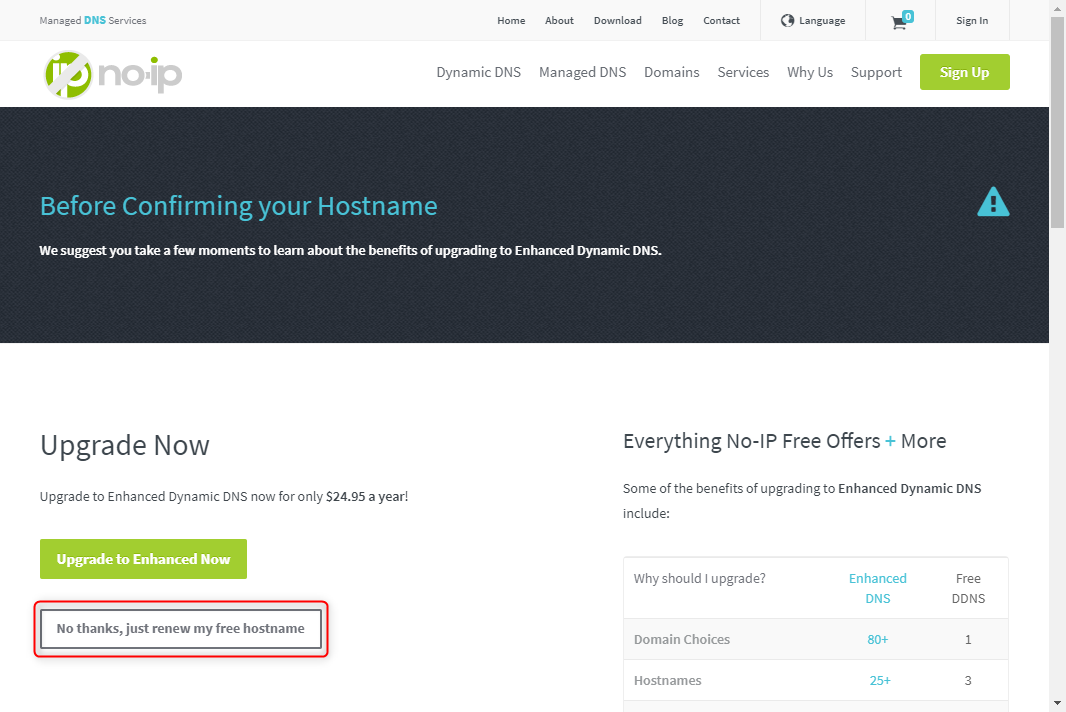 Managed DNS Services
Home About Download Blog Contact Language 0 Sign In
ip no-ip
Dynamic DNS Managed DNS Domains Services Why Us Support Sign Up
Before Confirming your Hostname
We suggest you take a few moments to learn about the benefits of upgrading to Enhanced Dynamic DNS.
Upgrade Now
Upgrade to Enhanced Dynamic DNS now for only $24.95 a year!
Upgrade to Enhanced Now
No thanks, just renew my free hostname
Everything No-IP Free Offers + More
Some of the benefits of upgrading to Enhanced Dynamic DNS
include:
Why should I upgrade? Enhanced Free
DNS DDNS
Domain Choices 80+ 1
Hostnames 25+ 3